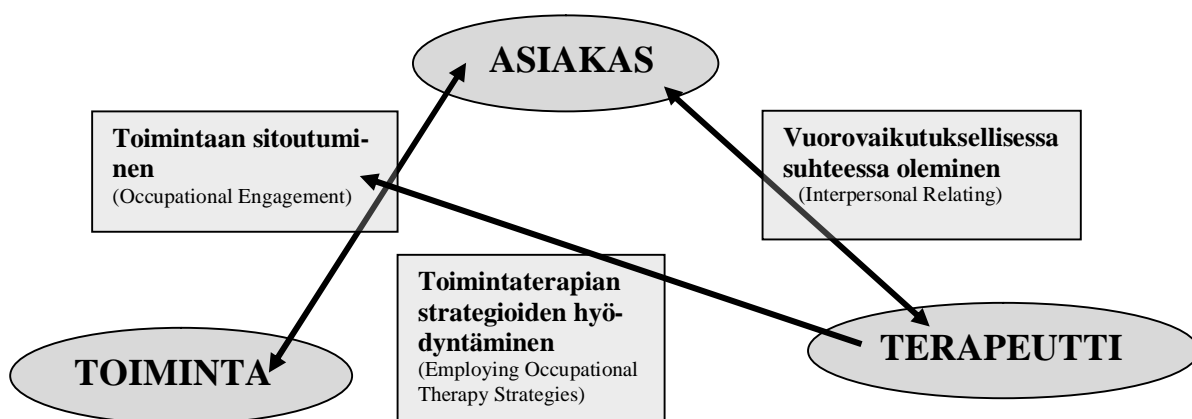 ASIAKAS
Toimintaan sitoutumi-
nen
(Occupational Engagement)
Vuorovaikutuksellisessa
suhteessa oleminen
(Interpersonal Relating)
Toimintaterapian
strategioiden hyö-
dyntäminen
(Employing Occupational
Therapy Strategies)
TOIMINTA
TERAPEUTTI